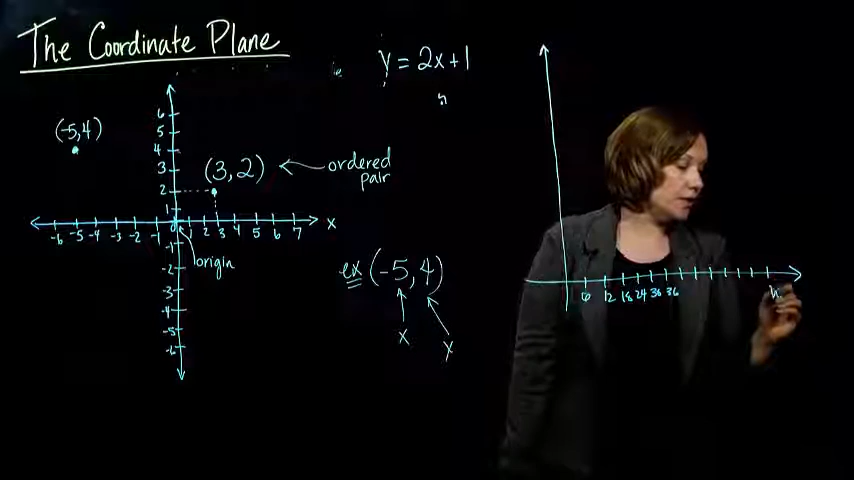 The Coordinate Plane
ie y = 2x+1
(-5,4)
6
5
4
3
2
1
(3,2)
ordered
pair
-6 -5 -4 -3 -2 -1 0 1 2 3 4 5 6 7 x
-1
-2
-3
-4
-5
-6
origin
ex (-5,4)
x
y
6 12 18 24 30 36